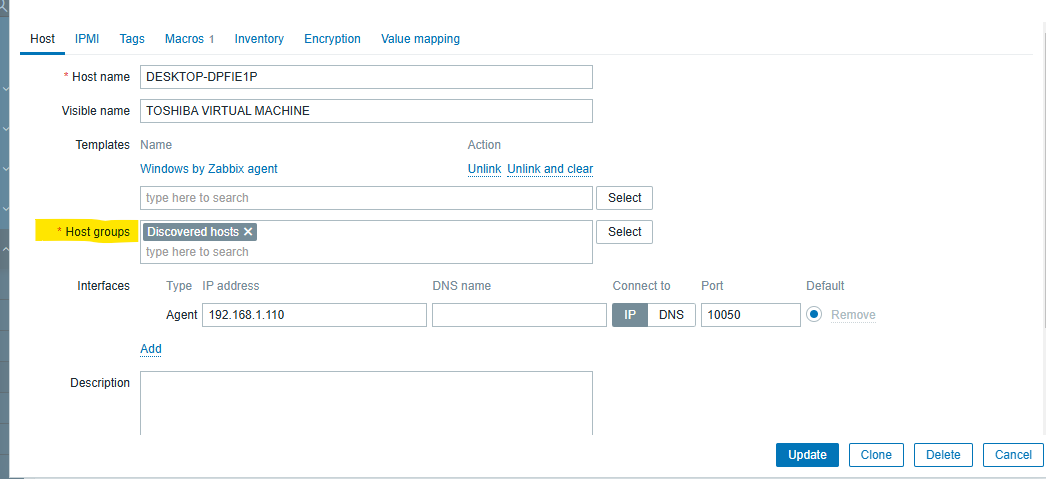 Host IPMI Tags Macros 1 Inventory Encryption Value mapping
* Host name DESKTOP-DPFIE1P
Visible name TOSHIBA VIRTUAL MACHINE
Templates Name Action
Windows by Zabbix agent Unlink Unlink and clear
type here to search Select
* Host groups Discovered hosts ✕ Select
type here to search
Interfaces Type IP address DNS name Connect to Port Default
Agent 192.168.1.110 IP DNS 10050 Remove
Add
Description
Update Clone Delete Cancel